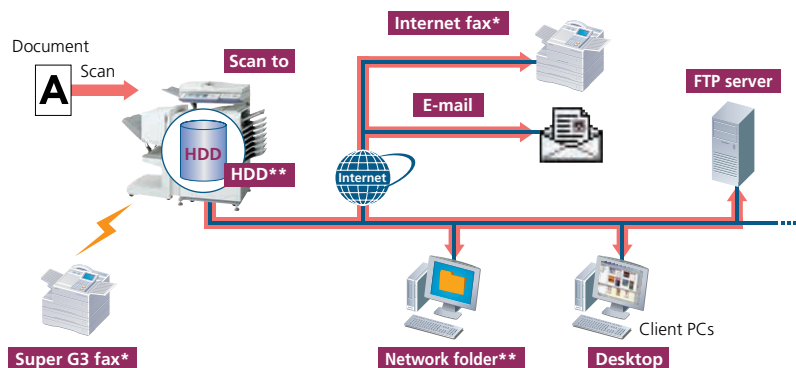 Internet fax*
Document
Scan
A
Scan to
E-mail
FTP server
HDD
HDD**
Internet
Client PCs
Super G3 fax*
Network folder**
Desktop